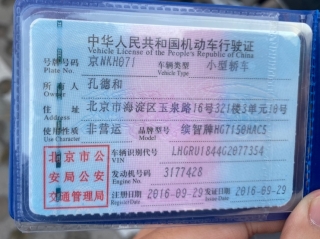 中华人民共和国机动车行驶证
Vehicle License of the People's Republic of China
号牌号码 京NKH071 车辆类型 小型轿车
Plate No. Vehicle Type
所有人 孔德和
Owner
住址 北京市海淀区玉泉路16号321楼3单元10号
Address
使用性质 非营运 品牌型号 缤智牌HG7150HAC5
Use Character Model
北京市公安局公安交通管理局
车辆识别代号 LHGRU1844G2077354
VIN
发动机号码 3177428
Engine No.
注册日期 2016-09-29 发证日期 2016-09-29
Register Date Issue Date